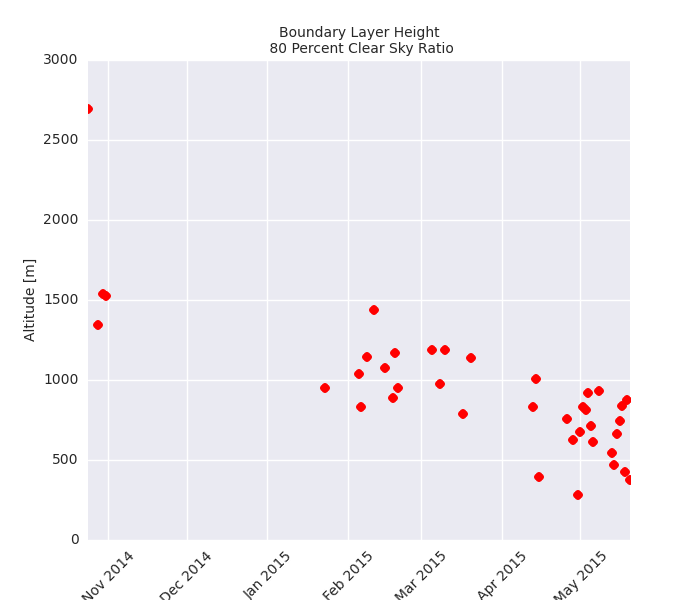 Boundary Layer Height
80 Percent Clear Sky Ratio
3000
2500
2000
1500
1000
500
0
Altitude [m]
Nov 2014
Dec 2014
Jan 2015
Feb 2015
Mar 2015
Apr 2015
May 2015